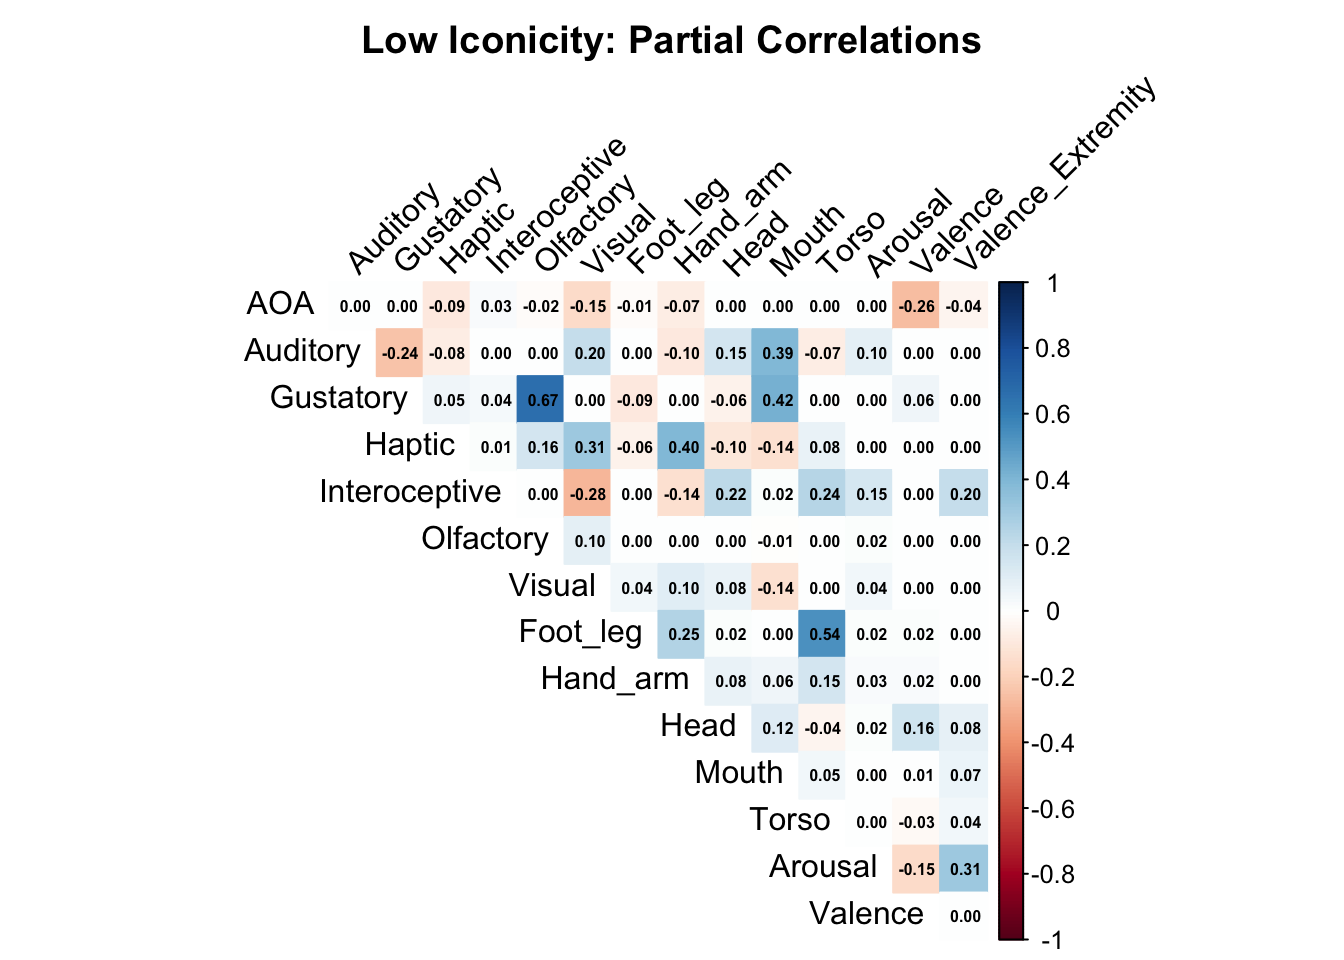 Low Iconicity: Partial Correlations
Auditory
Gustatory
Haptic
Interoceptive
Olfactory
Visual
Foot_leg
Hand_arm
Head
Mouth
Torso
Arousal
Valence
Valence_Extremity
AOA 0.00 0.00 -0.09 0.03 -0.02 -0.15 -0.01 -0.07 0.00 0.00 0.00 0.00 -0.26 -0.04
Auditory -0.24 -0.08 0.00 0.00 0.20 0.00 -0.10 0.15 0.39 -0.07 0.10 0.00 0.00
Gustatory 0.05 0.04 0.67 0.00 -0.09 0.00 -0.06 0.42 0.00 0.00 0.06 0.00
Haptic 0.01 0.16 0.31 -0.06 0.40 -0.10 -0.14 0.08 0.00 0.00 0.00
Interoceptive 0.00 -0.28 0.00 -0.14 0.22 0.02 0.24 0.15 0.00 0.20
Olfactory 0.10 0.00 0.00 0.00 -0.01 0.00 0.02 0.00 0.00
Visual 0.04 0.10 0.08 -0.14 0.00 0.04 0.00 0.00
Foot_leg 0.25 0.02 0.00 0.54 0.02 0.02 0.00
Hand_arm 0.08 0.06 0.15 0.03 0.02 0.00
Head 0.12 -0.04 0.02 0.16 0.08
Mouth 0.05 0.00 0.01 0.07
Torso 0.00 -0.03 0.04
Arousal -0.15 0.31
Valence 0.00
1
0.8
0.6
0.4
0.2
0
-0.2
-0.4
-0.6
-0.8
-1